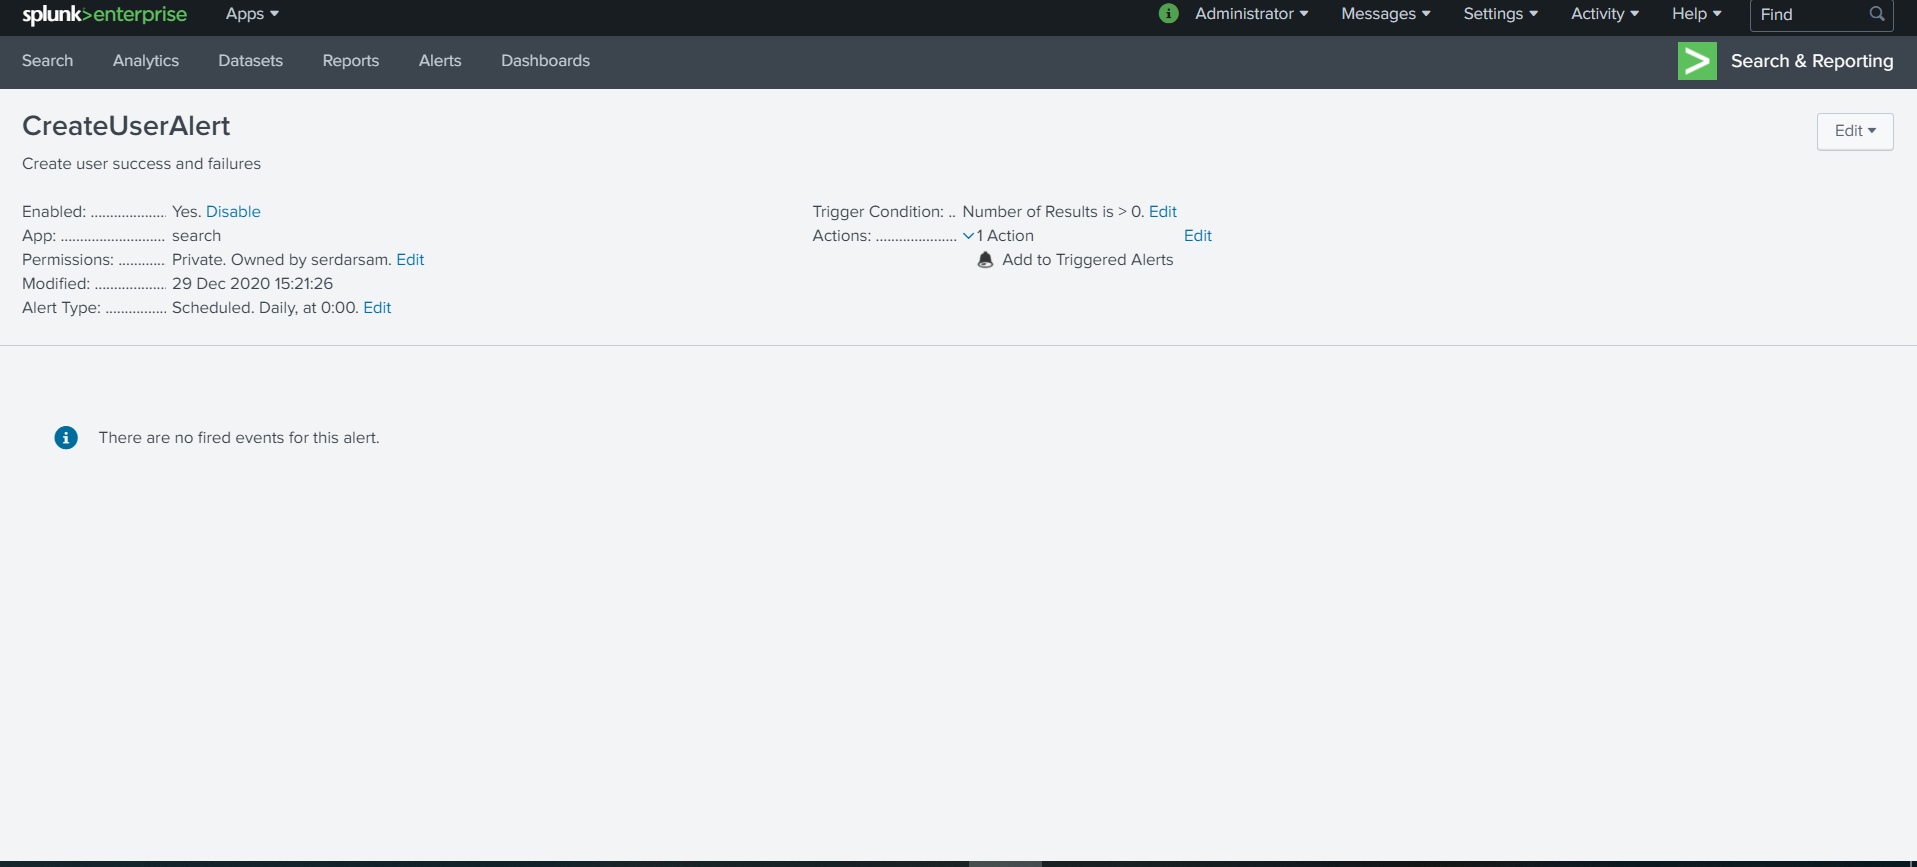 splunk>enterprise Apps Administrator Messages Settings Activity Help Find
Search Analytics Datasets Reports Alerts Dashboards Search & Reporting
CreateUserAlert
Edit
Create user success and failures
Enabled: ................... Yes. Disable
App: ........................... search
Permissions: ............ Private. Owned by serdarsam. Edit
Modified: .................. 29 Dec 2020 15:21:26
Alert Type: ................ Scheduled. Daily, at 0:00. Edit
Trigger Condition: .. Number of Results is > 0. Edit
Actions: ..................... 1 Action Edit
Add to Triggered Alerts
There are no fired events for this alert.